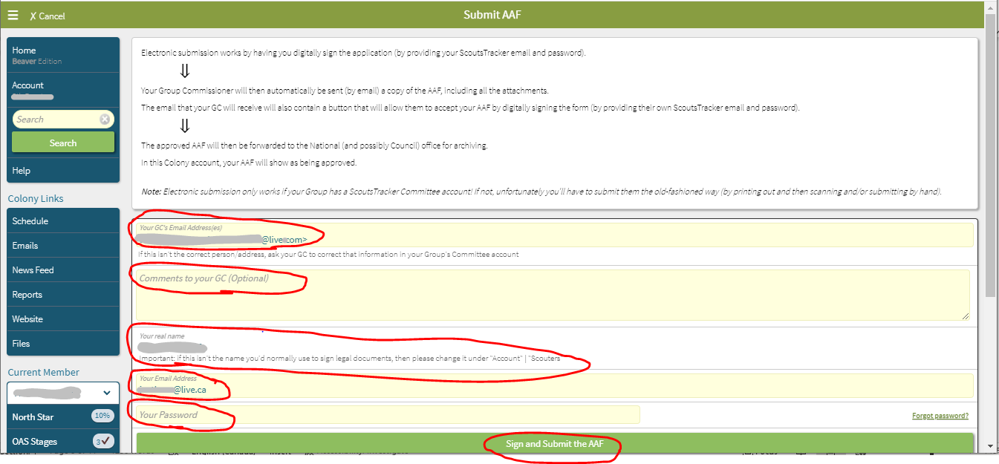 ☰ ✗ Cancel
Submit AAF
Home
Beaver Edition
Account
Search
Search
Help
Colony Links
Schedule
Emails
News Feed
Reports
Website
Files
Current Member
North Star 10%
OAS Stages 3✓
Electronic submission works by having you digitally sign the application (by providing your ScoutsTracker email and password).
⇓
Your Group Commissioner will then automatically be sent (by email) a copy of the AAF, including all the attachments.
The email that your GC will receive will also contain a button that will allow them to accept your AAF by digitally signing the form (by providing their own ScoutsTracker email and password).
⇓
The approved AAF will then be forwarded to the National (and possibly Council) office for archiving.
In this Colony account, your AAF will show as being approved.
Note: Electronic submission only works if your Group has a ScoutsTracker Committee account! If not, unfortunately you'll have to submit them the old-fashioned way (by printing out and then scanning and/or submitting by hand).
Your GC's Email Address(es)
@live.com>
If this isn't the correct person/address, ask your GC to correct that information in your Group's Committee account
Comments to your GC (Optional)
Your real name
Important: if this isn't the name you'd normally use to sign legal documents, then please change it under "Account" | "Scouters
Your Email Address
@live.ca
Your Password
Forgot password?
Sign and Submit the AAF